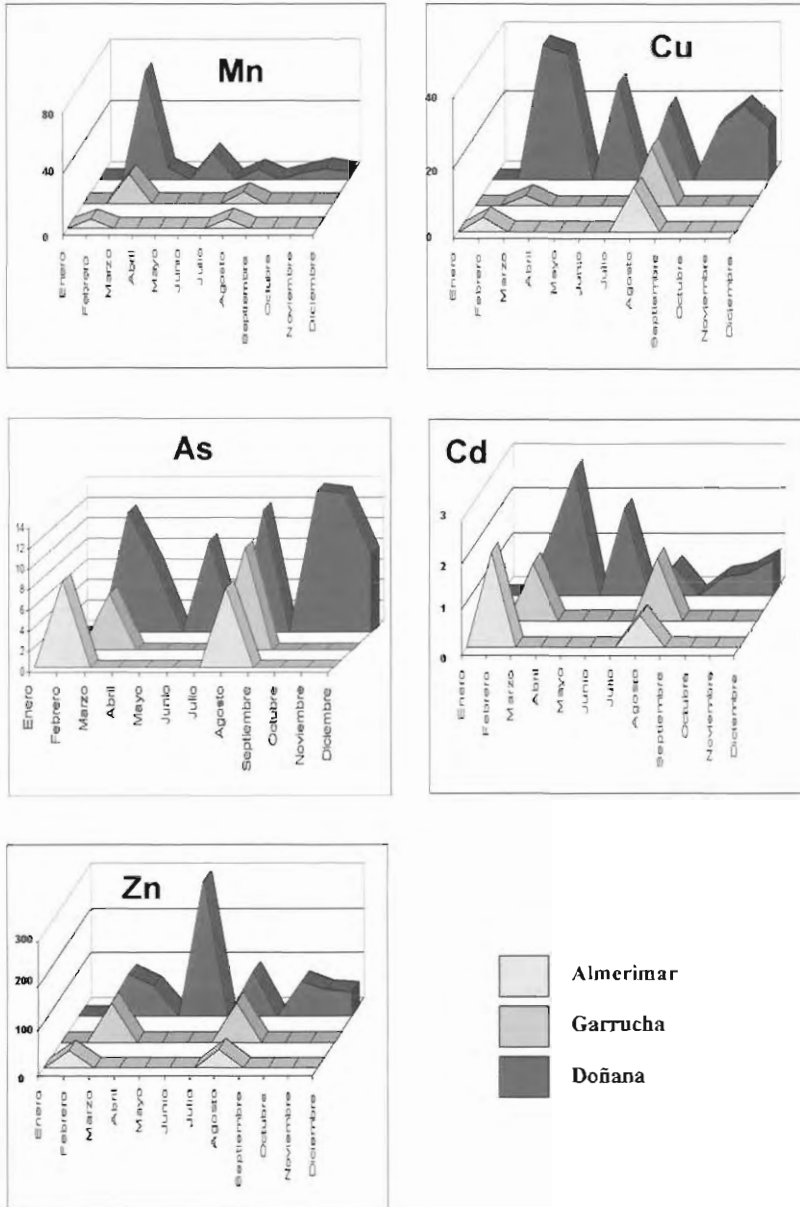 Mn
80
40
0
Enero
Febrero
Marzo
Abril
Mayo
Junio
Julio
Agosto
Septiembre
Octubre
Noviembre
Diciembre
Cu
40
20
0
Enero
Febrero
Marzo
Abril
Mayo
Junio
Julio
Agosto
Septiembre
Octubre
Noviembre
Diciembre
As
14
12
10
8
6
4
2
0
Enero
Febrero
Marzo
Abril
Mayo
Junio
Julio
Agosto
Septiembre
Octubre
Noviembre
Diciembre
Cd
3
2
1
0
Enero
Febrero
Marzo
Abril
Mayo
Junio
Julio
Agosto
Septiembre
Octubre
Noviembre
Diciembre
Zn
300
200
100
0
Enero
Febrero
Marzo
Abril
Mayo
Junio
Julio
Agosto
Septiembre
Octubre
Noviembre
Diciembre
Almerimar
Garrucha
Doñana